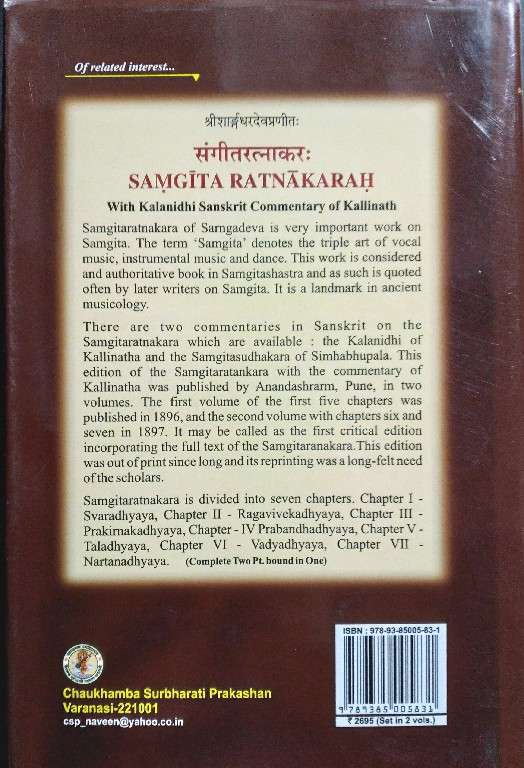 Of related interest...
श्रीशार्ङ्गधरदेवप्रणीतः
संगीतरत्नाकरः
SAṂGĪTA RATNĀKARAḤ
With Kalanidhi Sanskrit Commentary of Kallinath
Samgitaratnakara of Sarngadeva is very important work on
Samgita. The term 'Samgita' denotes the triple art of vocal
music, instrumental music and dance. This work is considered
and authoritative book in Samgitashastra and as such is quoted
often by later writers on Samgita. It is a landmark in ancient
musicology.
There are two commentaries in Sanskrit on the
Samgitaratnakara which are available : the Kalanidhi of
Kallinatha and the Samgitasudhakara of Simhabhupala. This
edition of the Samgitaratankara with the commentary of
Kallinatha was published by Anandashrarm, Pune, in two
volumes. The first volume of the first five chapters was
published in 1896, and the second volume with chapters six and
seven in 1897. It may be called as the first critical edition
incorporating the full text of the Samgitaranakara.This edition
was out of print since long and its reprinting was a long-felt need
of the scholars.
Samgitaratnakara is divided into seven chapters. Chapter I -
Svaradhyaya, Chapter II - Ragavivekadhyaya, Chapter III -
Prakirnakadhyaya, Chapter - IV Prabandhadhyaya, Chapter V -
Taladhyaya, Chapter VI - Vadyadhyaya, Chapter VII -
Nartanadhyaya. (Complete Two Pt. bound in One)
Chaukhamba Surbharati Prakashan
Varanasi-221001
csp_naveen@yahoo.co.in
ISBN : 978-93-85005-83-1
9 789385 005831
₹ 2695 (Set in 2 vols.)